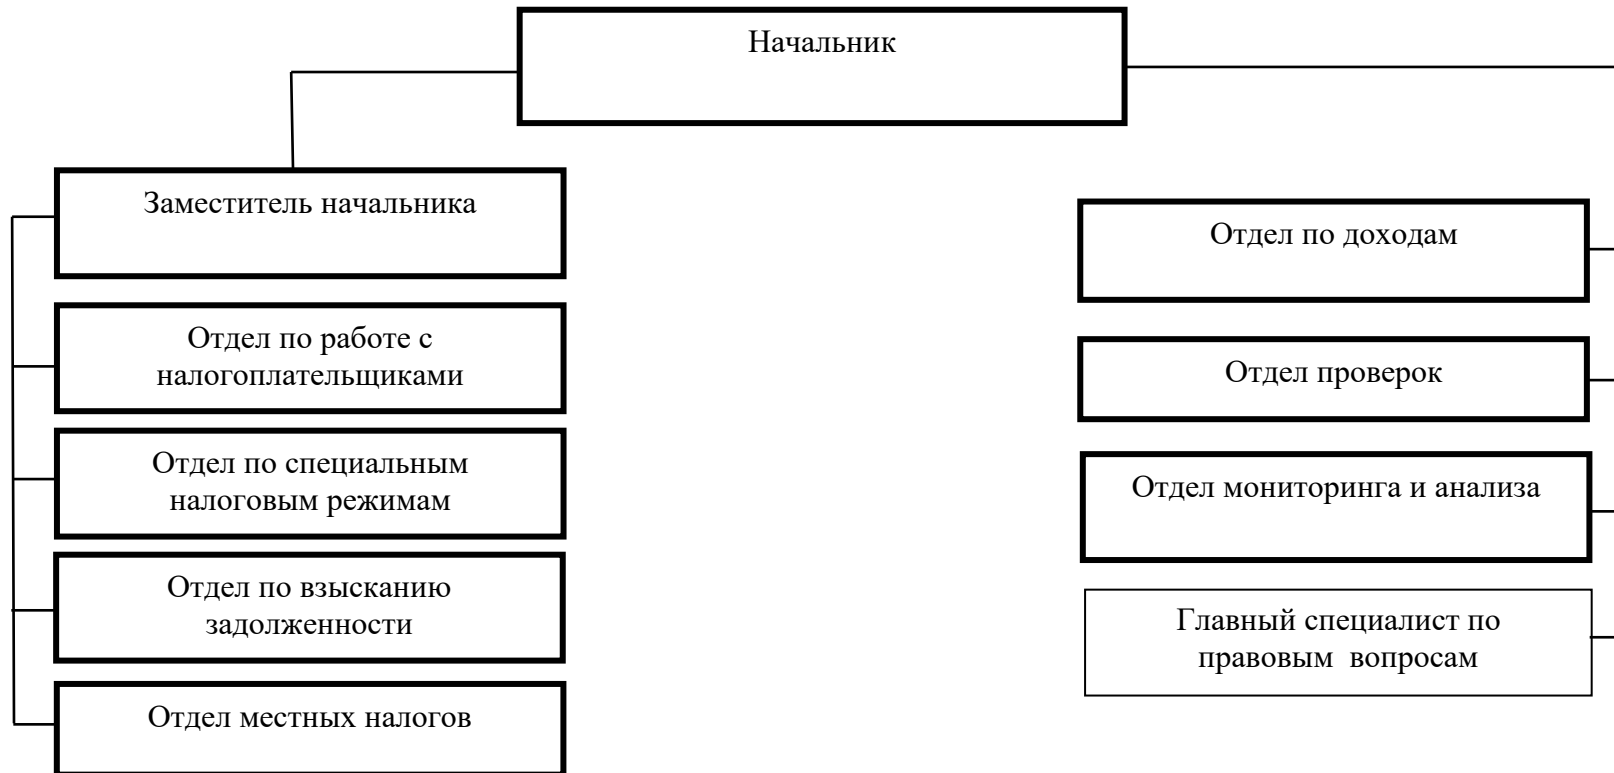 Начальник
Заместитель начальника
Отдел по работе с
налогоплательщиками
Отдел по специальным
налоговым режимам
Отдел по взысканию
задолженности
Отдел местных налогов
Отдел по доходам
Отдел проверок
Отдел мониторинга и анализа
Главный специалист по
правовым вопросам